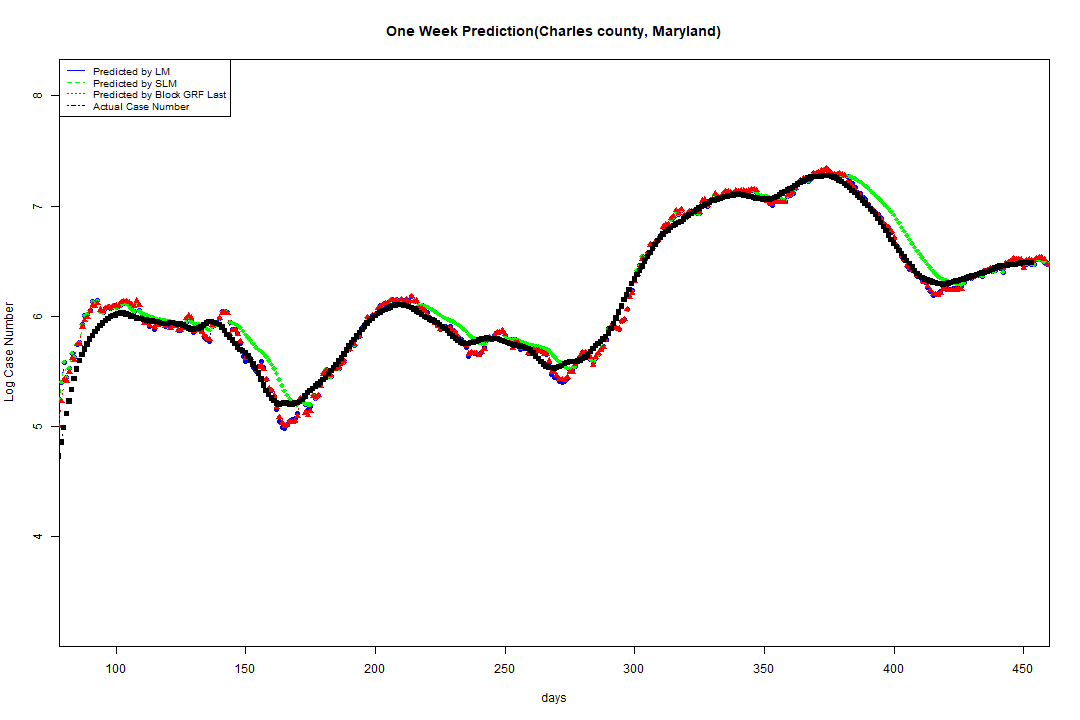 One Week Prediction(Charles county, Maryland)
Predicted by LM
Predicted by SLM
Predicted by Block GRF Last
Actual Case Number
8
7
6
5
4
Log Case Number
100 150 200 250 300 350 400 450
days